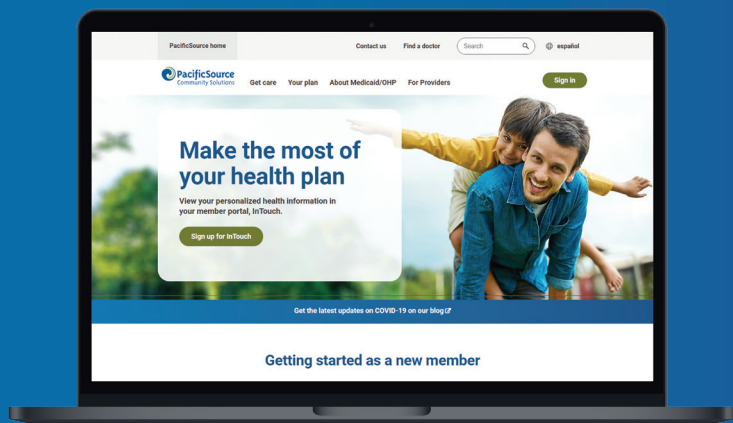 PacificSource home
Contact us
Find a doctor
Search
español
PacificSource
Community Solutions
Get care
Your plan
About Medicaid/OHP
For Providers
Sign in
Make the most of
your health plan
View your personalized health information in
your member portal, InTouch.
Sign up for InTouch
Get the latest updates on COVID-19 on our blog
Getting started as a new member